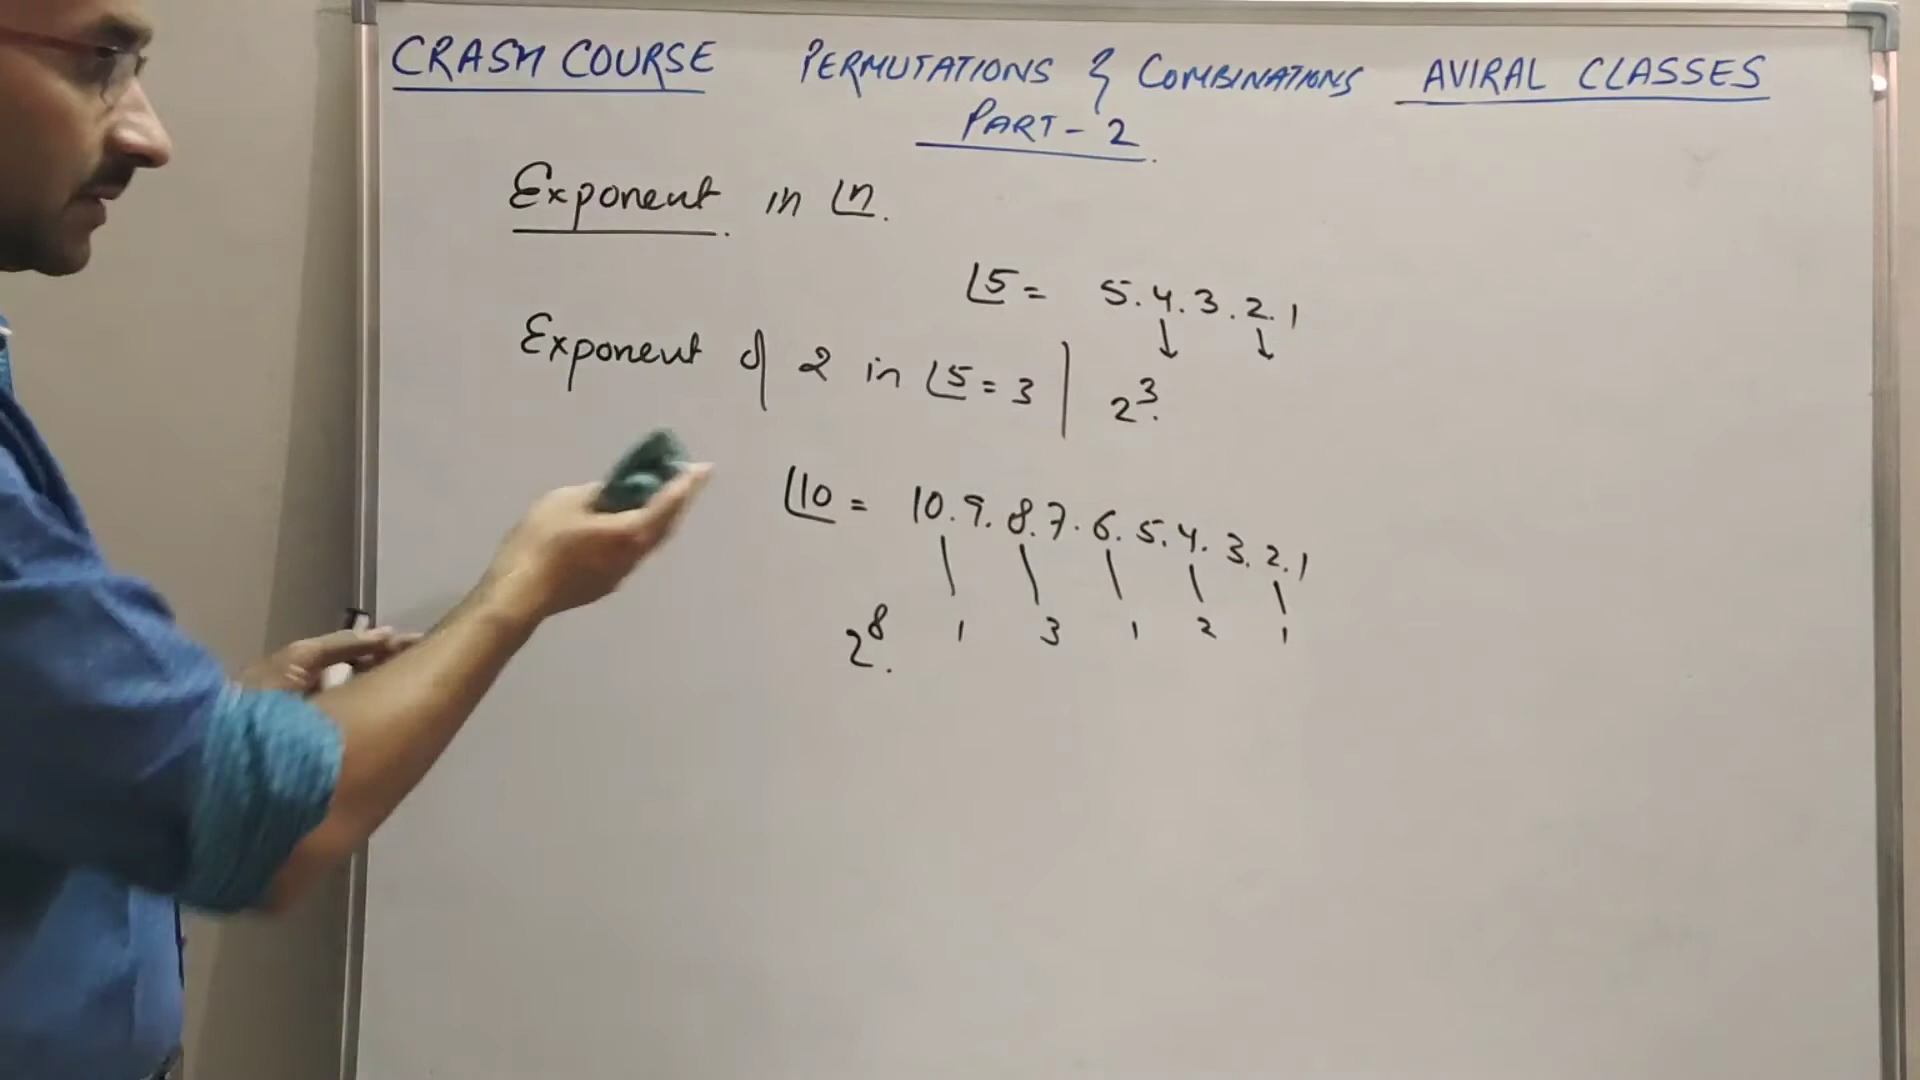 CRASH COURSE PERMUTATIONS & COMBINATIONS AVIRAL CLASSES
PART - 2
Exponent in ⌊n.
⌊5 = 5.4.3.2.1
Exponent of 2 in ⌊5 = 3 | 2³.
⌊10 = 10.9.8.7.6.5.4.3.2.1
2⁸. 1 3 1 2 1